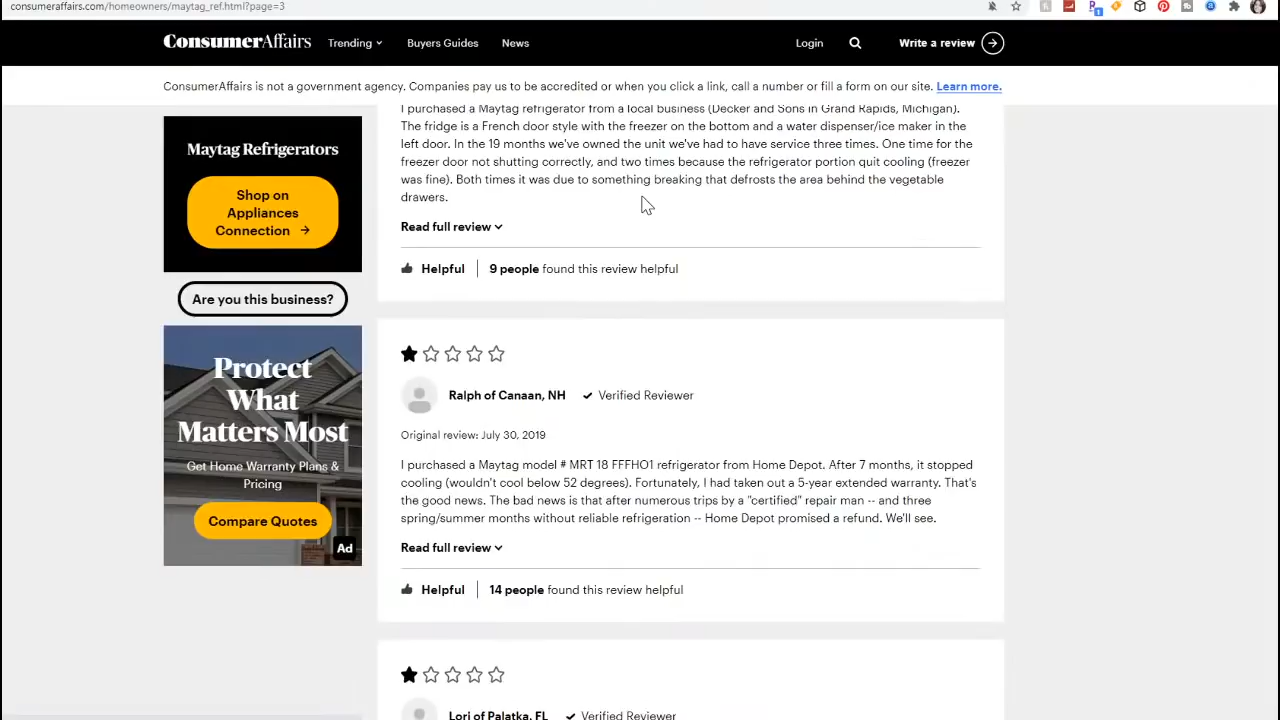 consumeraffairs.com/homeowners/maytag_ref.html?page=3
ConsumerAffairs Trending Buyers Guides News Login Write a review
ConsumerAffairs is not a government agency. Companies pay us to be accredited or when you click a link, call a number or fill a form on our site. Learn more.
Maytag Refrigerators
Shop on
Appliances
Connection
Are you this business?
Protect
What
Matters Most
Get Home Warranty Plans &
Pricing
Compare Quotes
Ad
I purchased a Maytag refrigerator from a local business (Decker and Sons in Grand Rapids, Michigan).
The fridge is a French door style with the freezer on the bottom and a water dispenser/ice maker in the
left door. In the 19 months we've owned the unit we've had to have service three times. One time for the
freezer door not shutting correctly, and two times because the refrigerator portion quit cooling (freezer
was fine). Both times it was due to something breaking that defrosts the area behind the vegetable
drawers.
Read full review
Helpful 9 people found this review helpful
Ralph of Canaan, NH Verified Reviewer
Original review: July 30, 2019
I purchased a Maytag model # MRT 18 FFFHO1 refrigerator from Home Depot. After 7 months, it stopped
cooling (wouldn't cool below 52 degrees). Fortunately, I had taken out a 5-year extended warranty. That's
the good news. The bad news is that after numerous trips by a "certified" repair man -- and three
spring/summer months without reliable refrigeration -- Home Depot promised a refund. We'll see.
Read full review
Helpful 14 people found this review helpful
Lori of Palatka, FL Verified Reviewer